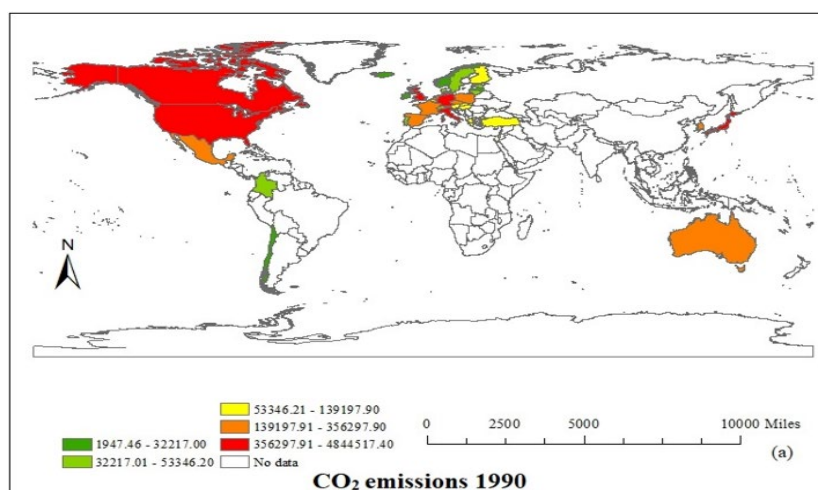 N
53346.21 - 139197.90
139197.91 - 356297.90
1947.46 - 32217.00
356297.91 - 4844517.40
32217.01 - 53346.20
No data
0 2500 5000 10000 Miles
(a)
CO₂ emissions 1990